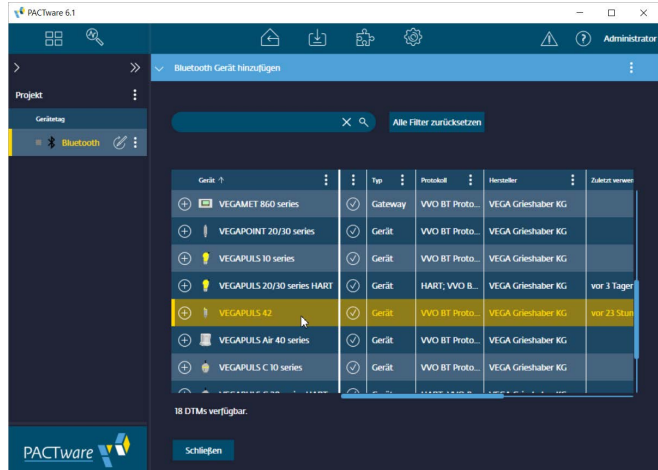 PACTware 6.1
Administrator
Bluetooth Gerät hinzufügen
Projekt
Gerätetag
Bluetooth
Alle Filter zurücksetzen
Gerät ↑ Typ Protokoll Hersteller Zuletzt verwen
VEGAMET 860 series Gateway VVO BT Proto... VEGA Grieshaber KG
VEGAPOINT 20/30 series Gerät VVO BT Proto... VEGA Grieshaber KG
VEGAPULS 10 series Gerät VVO BT Proto... VEGA Grieshaber KG
VEGAPULS 20/30 series HART Gerät HART; VVO B... VEGA Grieshaber KG vor 3 Tagen
VEGAPULS 42 Gerät VVO BT Proto... VEGA Grieshaber KG vor 23 Stun
VEGAPULS Air 40 series Gerät VVO BT Proto... VEGA Grieshaber KG
VEGAPULS C 10 series Gerät VVO BT Proto... VEGA Grieshaber KG
18 DTMs verfügbar.
Schließen
PACTware